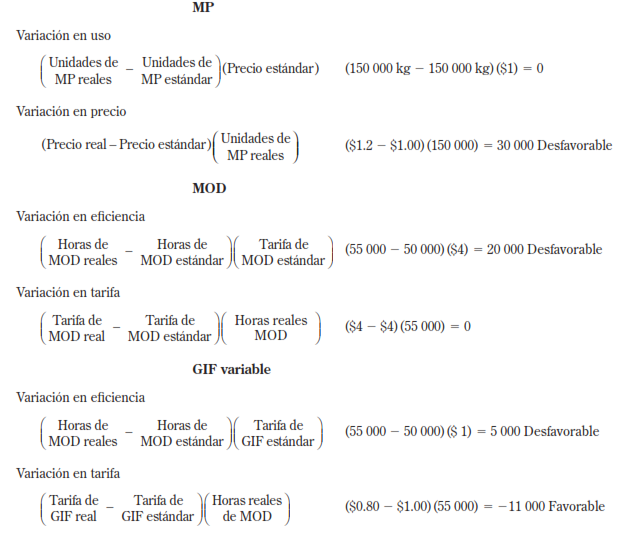 MP
Variación en uso
(Unidades de MP reales − Unidades de MP estándar)(Precio estándar) (150 000 kg − 150 000 kg)($1) = 0
Variación en precio
(Precio real – Precio estándar)(Unidades de MP reales) ($1.2 − $1.00)(150 000) = 30 000 Desfavorable
MOD
Variación en eficiencia
(Horas de MOD reales − Horas de MOD estándar)(Tarifa de MOD estándar) (55 000 − 50 000)($4) = 20 000 Desfavorable
Variación en tarifa
(Tarifa de MOD real − Tarifa de MOD estándar)(Horas reales MOD) ($4 − $4)(55 000) = 0
GIF variable
Variación en eficiencia
(Horas de MOD reales − Horas de MOD estándar)(Tarifa de GIF estándar) (55 000 − 50 000)($ 1) = 5 000 Desfavorable
Variación en tarifa
(Tarifa de GIF real − Tarifa de GIF estándar)(Horas reales de MOD) ($0.80 − $1.00)(55 000) = −11 000 Favorable